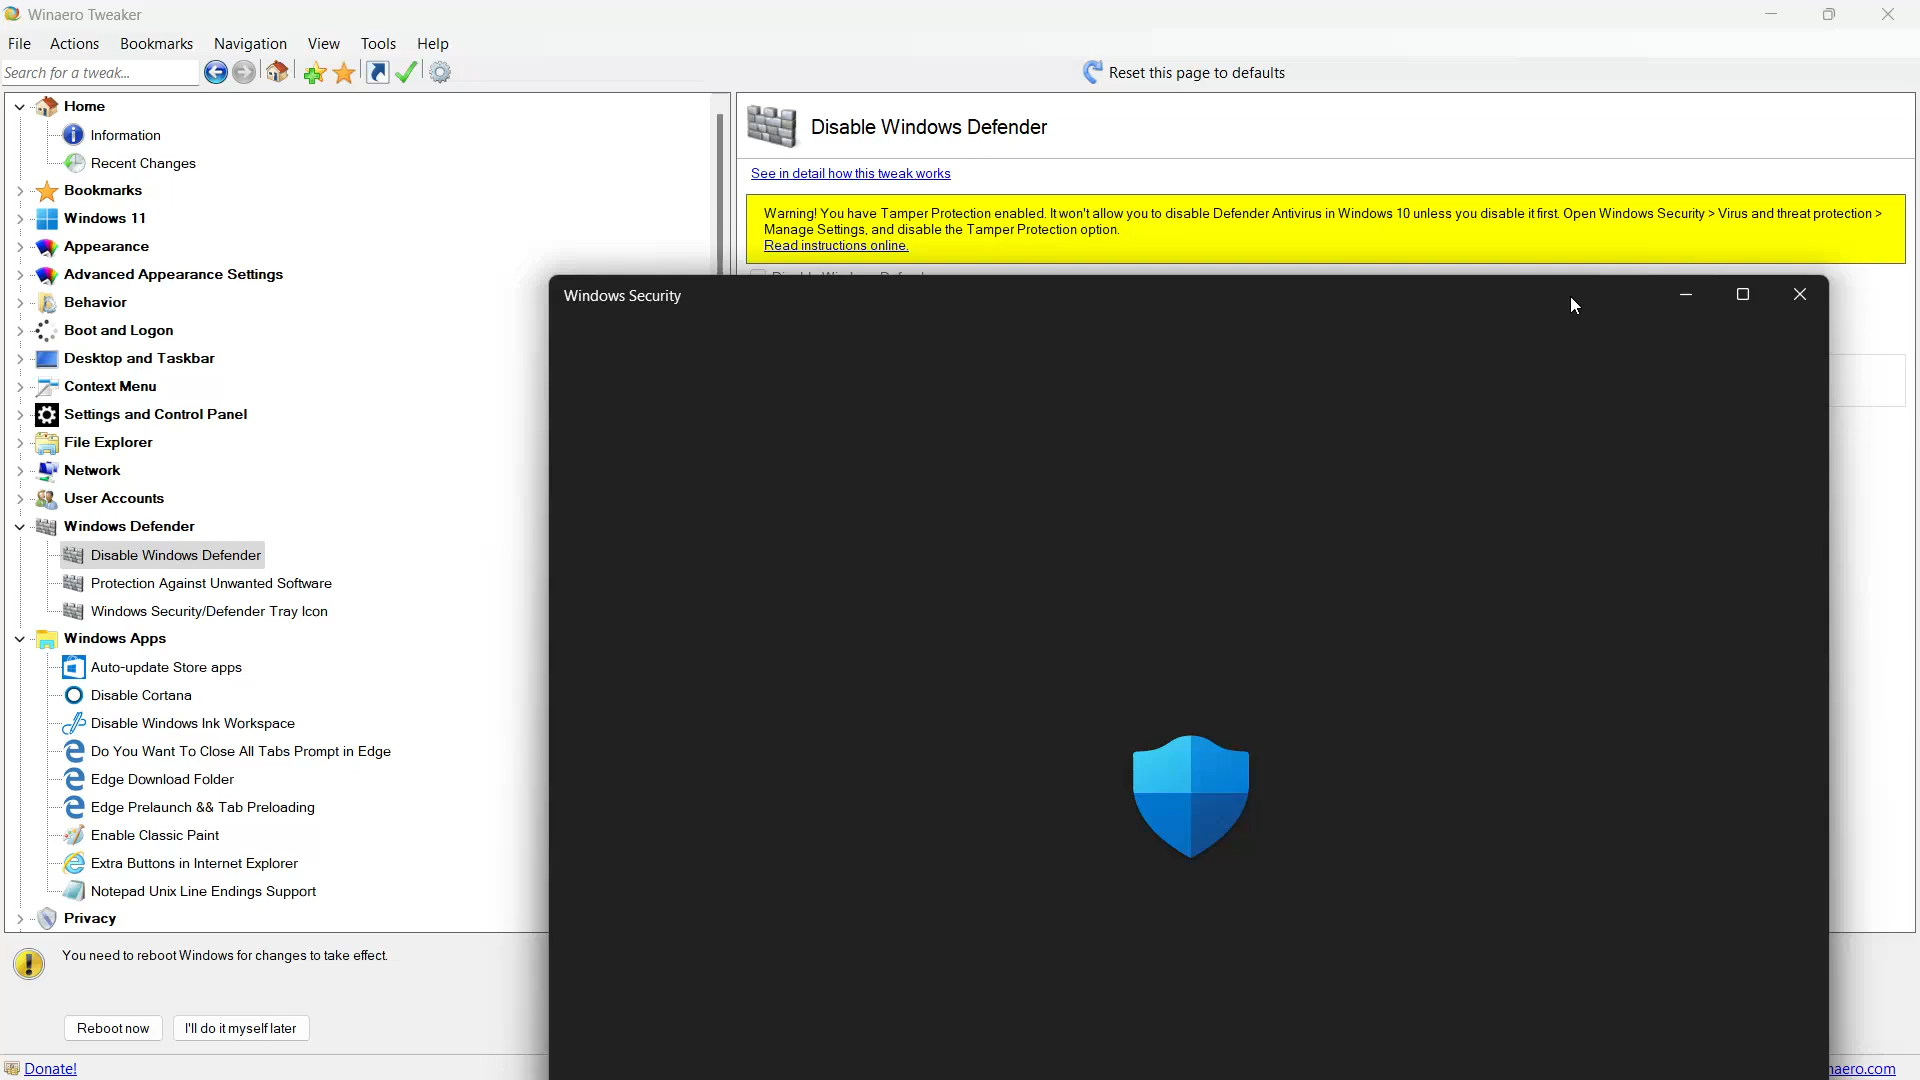 Winaero Tweaker
File Actions Bookmarks Navigation View Tools Help
Search for a tweak...
Reset this page to defaults
Home
Information
Recent Changes
Bookmarks
Windows 11
Appearance
Advanced Appearance Settings
Behavior
Boot and Logon
Desktop and Taskbar
Context Menu
Settings and Control Panel
File Explorer
Network
User Accounts
Windows Defender
Disable Windows Defender
Protection Against Unwanted Software
Windows Security/Defender Tray Icon
Windows Apps
Auto-update Store apps
Disable Cortana
Disable Windows Ink Workspace
Do You Want To Close All Tabs Prompt in Edge
Edge Download Folder
Edge Prelaunch && Tab Preloading
Enable Classic Paint
Extra Buttons in Internet Explorer
Notepad Unix Line Endings Support
Privacy
Disable Windows Defender
See in detail how this tweak works
Warning! You have Tamper Protection enabled. It won't allow you to disable Defender Antivirus in Windows 10 unless you disable it first. Open Windows Security > Virus and threat protection >
Manage Settings, and disable the Tamper Protection option.
Read instructions online.
Windows Security
You need to reboot Windows for changes to take effect.
Reboot now
I'll do it myself later
Donate!
aero.com